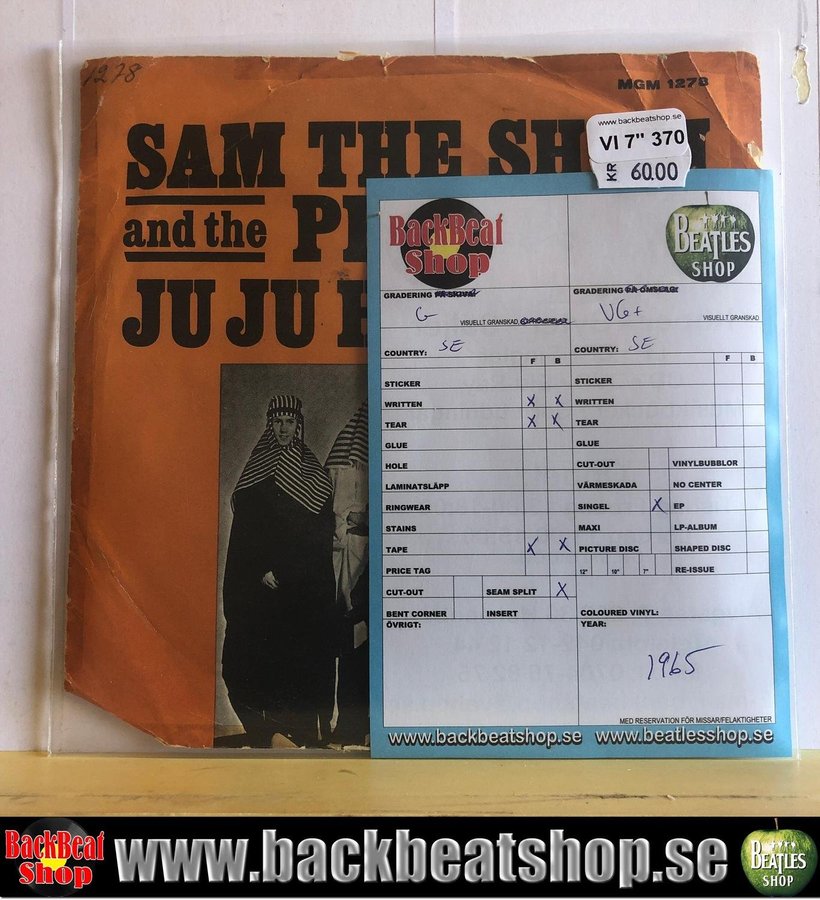 1278
MGM 1278
SAM THE SH
and the P
JU JU
www.backbeatshop.se
VI 7" 370
KR 60.00
BackBeat
Shop
BEATLES
SHOP
GRADERING
G
VISUELLT GRANSKAD
COUNTRY: SE
F B
STICKER
WRITTEN X X
TEAR X X
GLUE
HOLE
LAMINATSLÄPP
RINGWEAR
STAINS
TAPE X X
PRICE TAG
CUT-OUT SEAM SPLIT X
BENT CORNER INSERT
ÖVRIGT:
GRADERING PÅ OMSLAG:
VG+
VISUELLT GRANSKAD
COUNTRY: SE
F B
STICKER
WRITTEN
TEAR
GLUE
CUT-OUT VINYLBUBBLOR
VÄRMESKADA NO CENTER
SINGEL X EP
MAXI LP-ALBUM
PICTURE DISC SHAPED DISC
12" 10" 7" RE-ISSUE
COLOURED VINYL:
YEAR:
1965
MED RESERVATION FÖR MISSAR/FELAKTIGHETER
www.backbeatshop.se www.beatlesshop.se
BackBeat
Shop
www.backbeatshop.se
BEATLES
SHOP